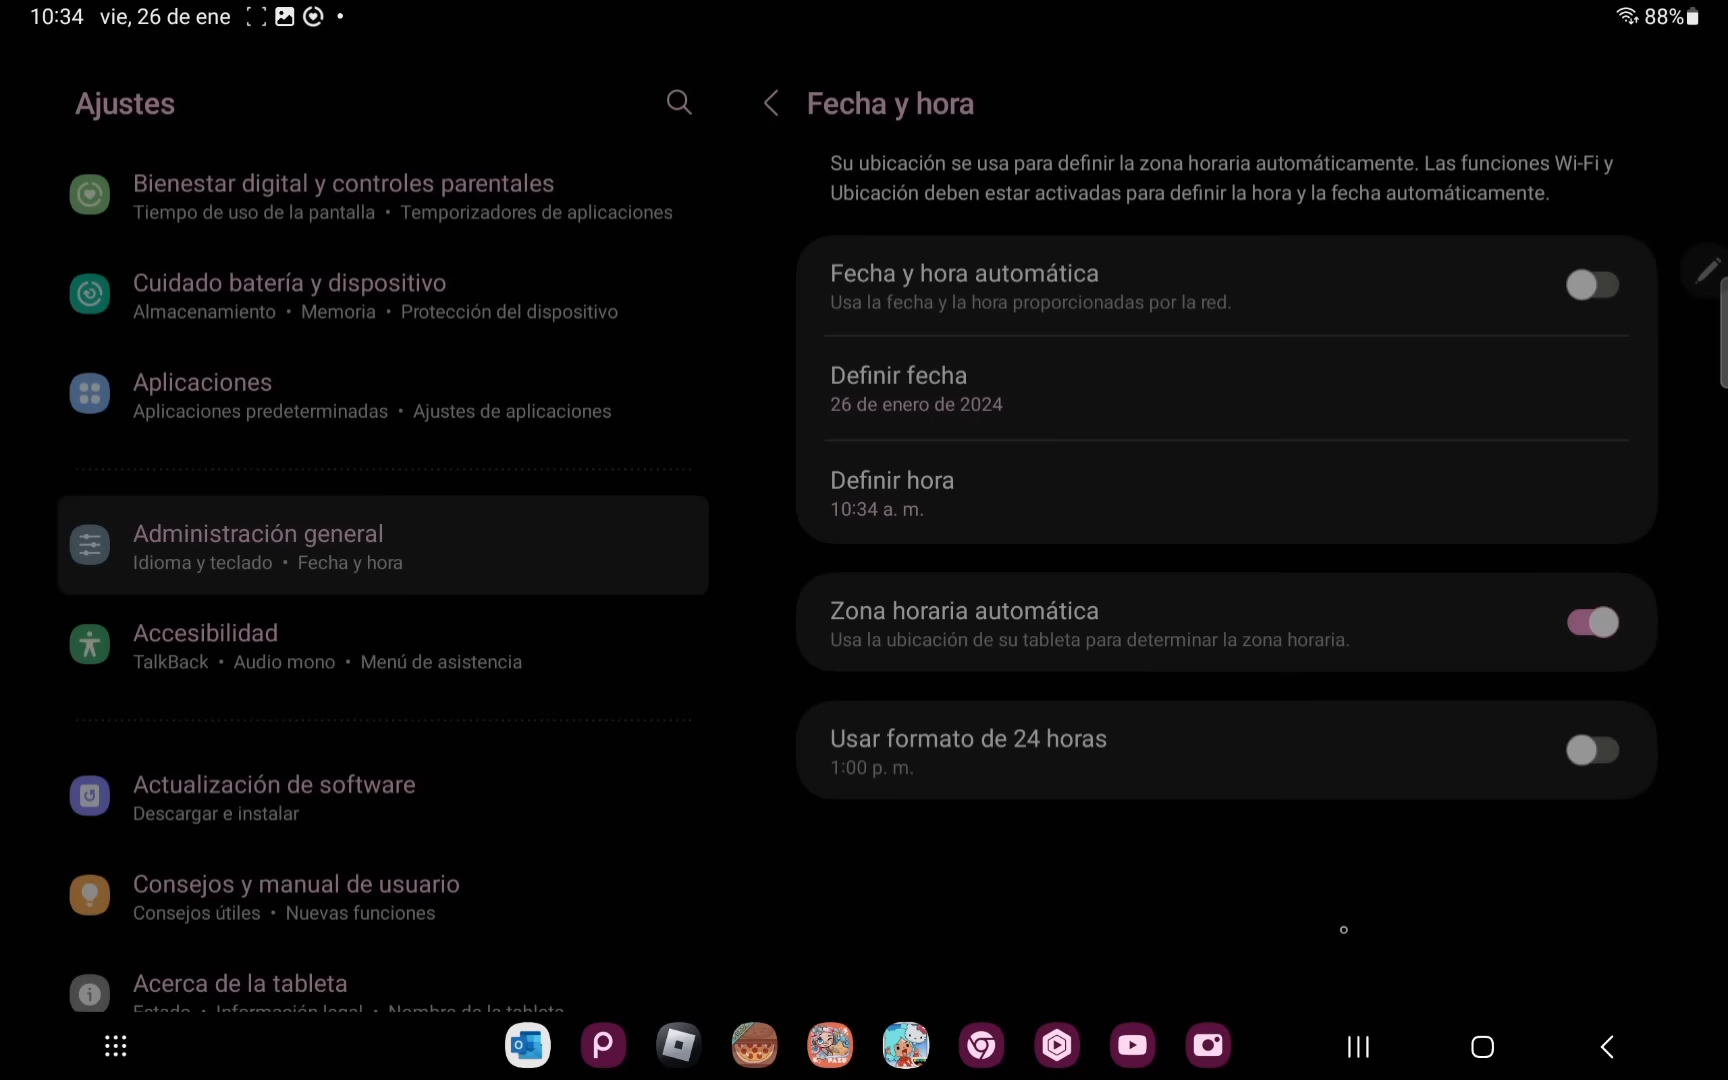 10:34 vie, 26 de ene
88%
Ajustes
Bienestar digital y controles parentales
Tiempo de uso de la pantalla • Temporizadores de aplicaciones
Cuidado batería y dispositivo
Almacenamiento • Memoria • Protección del dispositivo
Aplicaciones
Aplicaciones predeterminadas • Ajustes de aplicaciones
Administración general
Idioma y teclado • Fecha y hora
Accesibilidad
TalkBack • Audio mono • Menú de asistencia
Actualización de software
Descargar e instalar
Consejos y manual de usuario
Consejos útiles • Nuevas funciones
Acerca de la tableta
Estado • Información legal • Nombre de la tableta
Fecha y hora
Su ubicación se usa para definir la zona horaria automáticamente. Las funciones Wi-Fi y
Ubicación deben estar activadas para definir la hora y la fecha automáticamente.
Fecha y hora automática
Usa la fecha y la hora proporcionadas por la red.
Definir fecha
26 de enero de 2024
Definir hora
10:34 a. m.
Zona horaria automática
Usa la ubicación de su tableta para determinar la zona horaria.
Usar formato de 24 horas
1:00 p. m.